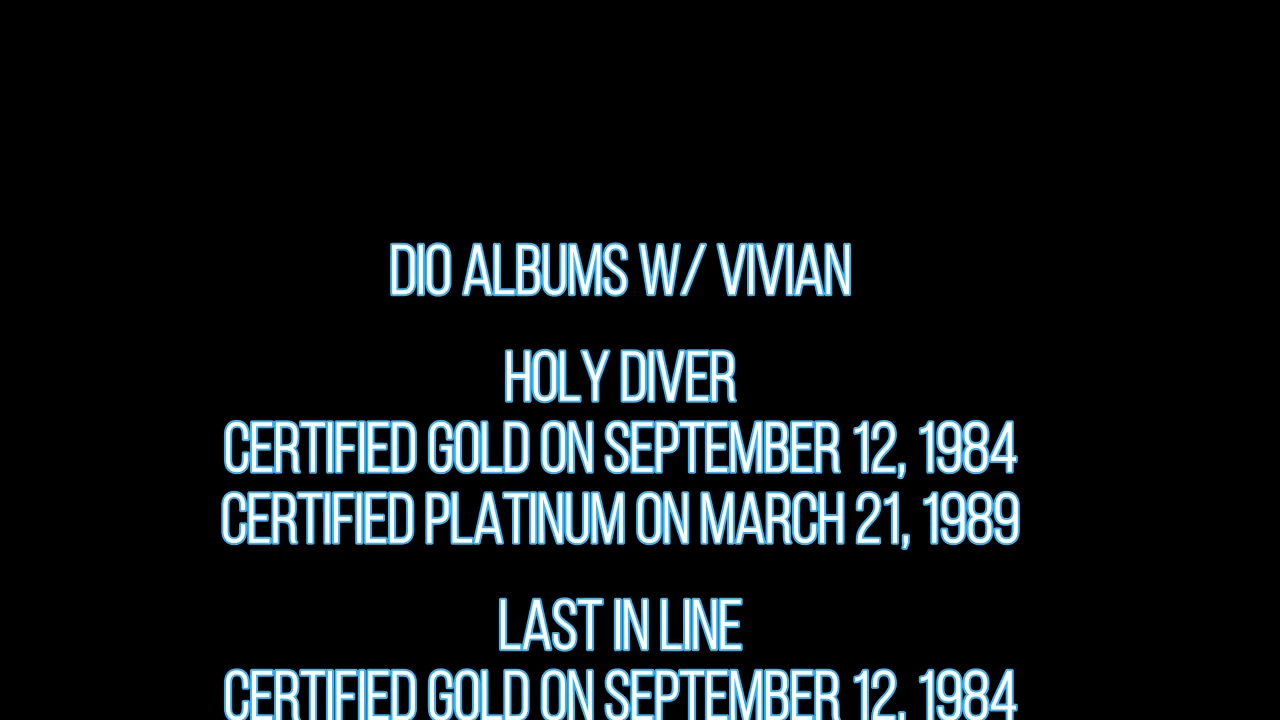 DIO ALBUMS W/ VIVIAN
HOLY DIVER
CERTIFIED GOLD ON SEPTEMBER 12, 1984
CERTIFIED PLATINUM ON MARCH 21, 1989
LAST IN LINE
CERTIFIED GOLD ON SEPTEMBER 12, 1984